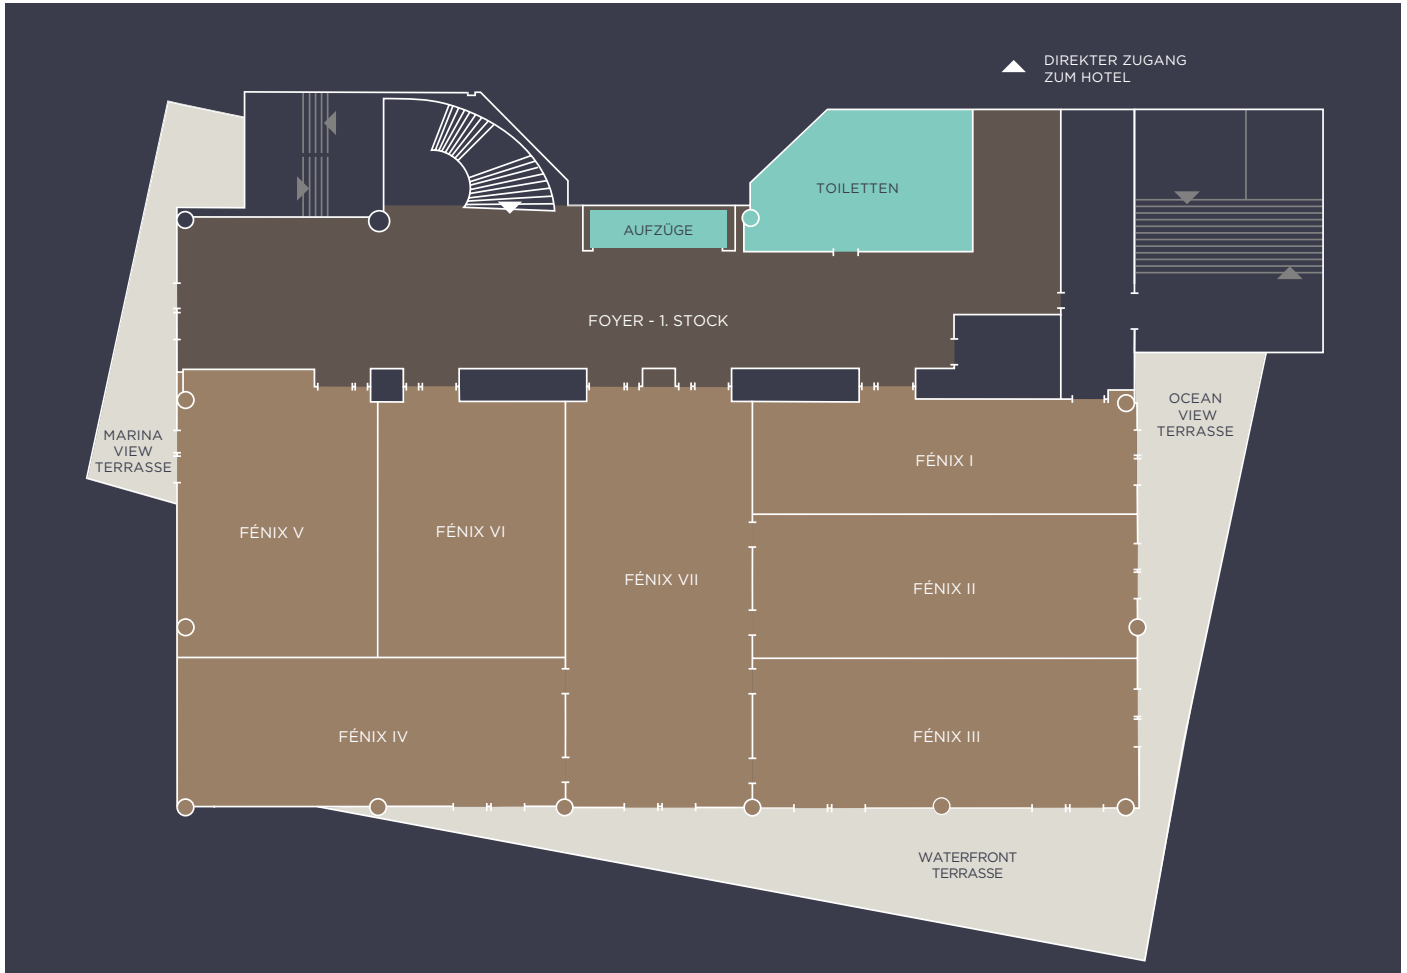 DIREKTER ZUGANG
ZUM HOTEL
TOILETTEN
AUFZÜGE
FOYER - 1. STOCK
OCEAN
VIEW
TERRASSE
MARINA
VIEW
TERRASSE
FÉNIX I
FÉNIX V
FÉNIX VI
FÉNIX VII
FÉNIX II
FÉNIX IV
FÉNIX III
WATERFRONT
TERRASSE